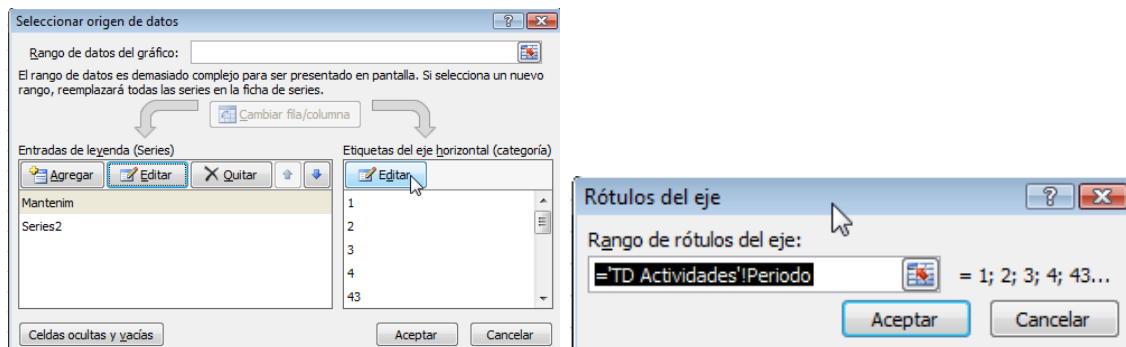 Seleccionar origen de datos
Rango de datos del gráfico:
El rango de datos es demasiado complejo para ser presentado en pantalla. Si selecciona un nuevo
rango, reemplazará todas las series en la ficha de series.
Cambiar fila/columna
Entradas de leyenda (Series)
Agregar
Editar
Quitar
Mantenim
Series2
Etiquetas del eje horizontal (categoría)
Editar
1
2
3
4
43
Celdas ocultas y vacías
Aceptar
Cancelar
Rótulos del eje
Rango de rótulos del eje:
='TD Actividades'!Periodo = 1; 2; 3; 4; 43...
Aceptar
Cancelar